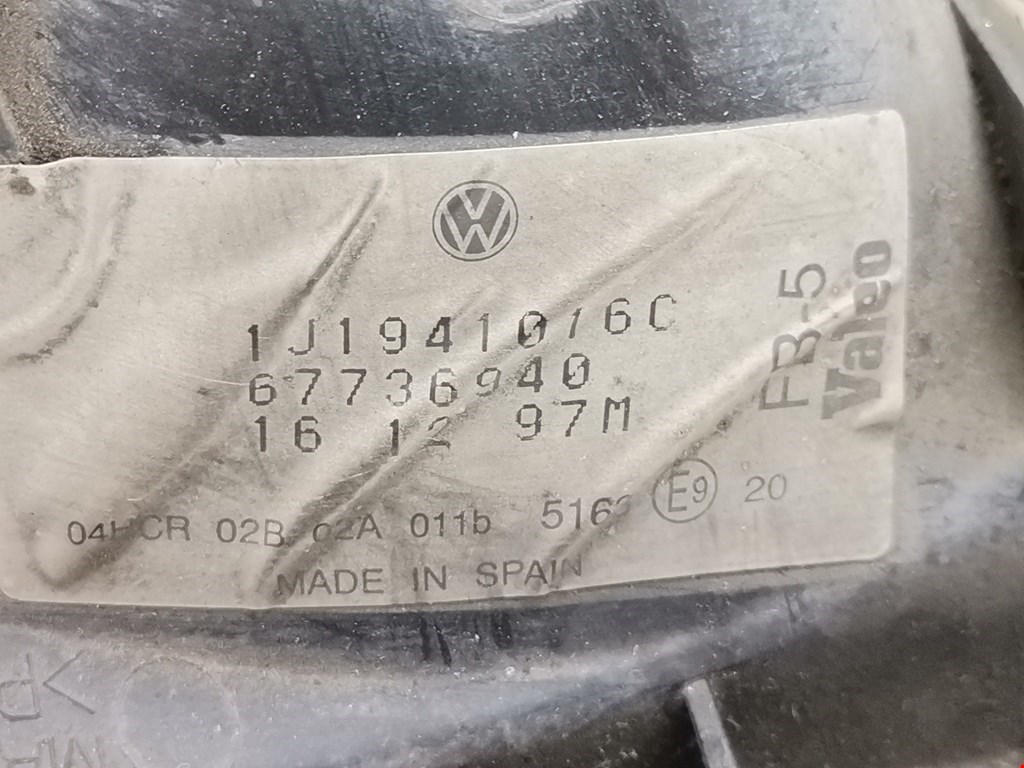 1J1941016C
67736940
16 12 97M
FB-5
Valeo
04HCR 02B 02A 011b E9 20
MADE IN SPAIN